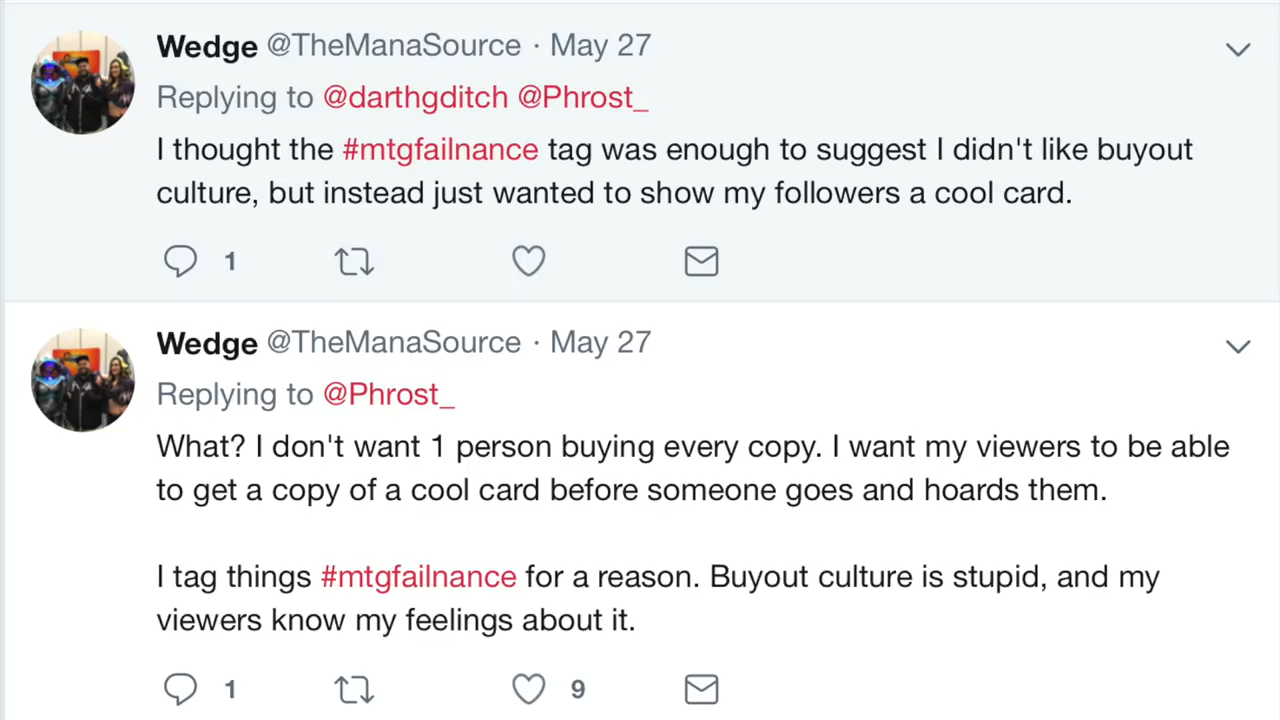 Wedge @TheManaSource · May 27
Replying to @darthgditch @Phrost_
I thought the #mtgfailnance tag was enough to suggest I didn't like buyout
culture, but instead just wanted to show my followers a cool card.
1
Wedge @TheManaSource · May 27
Replying to @Phrost_
What? I don't want 1 person buying every copy. I want my viewers to be able
to get a copy of a cool card before someone goes and hoards them.
I tag things #mtgfailnance for a reason. Buyout culture is stupid, and my
viewers know my feelings about it.
1 9